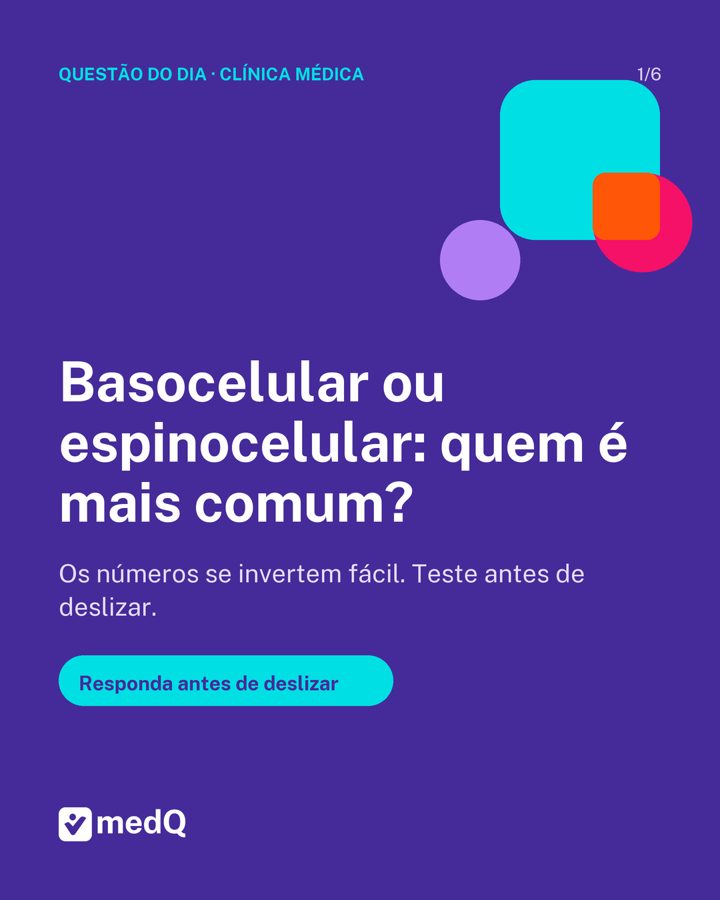 QUESTÃO DO DIA · CLÍNICA MÉDICA
1/6
Basocelular ou
espinocelular: quem é
mais comum?
Os números se invertem fácil. Teste antes de
deslizar.
Responda antes de deslizar
medQ